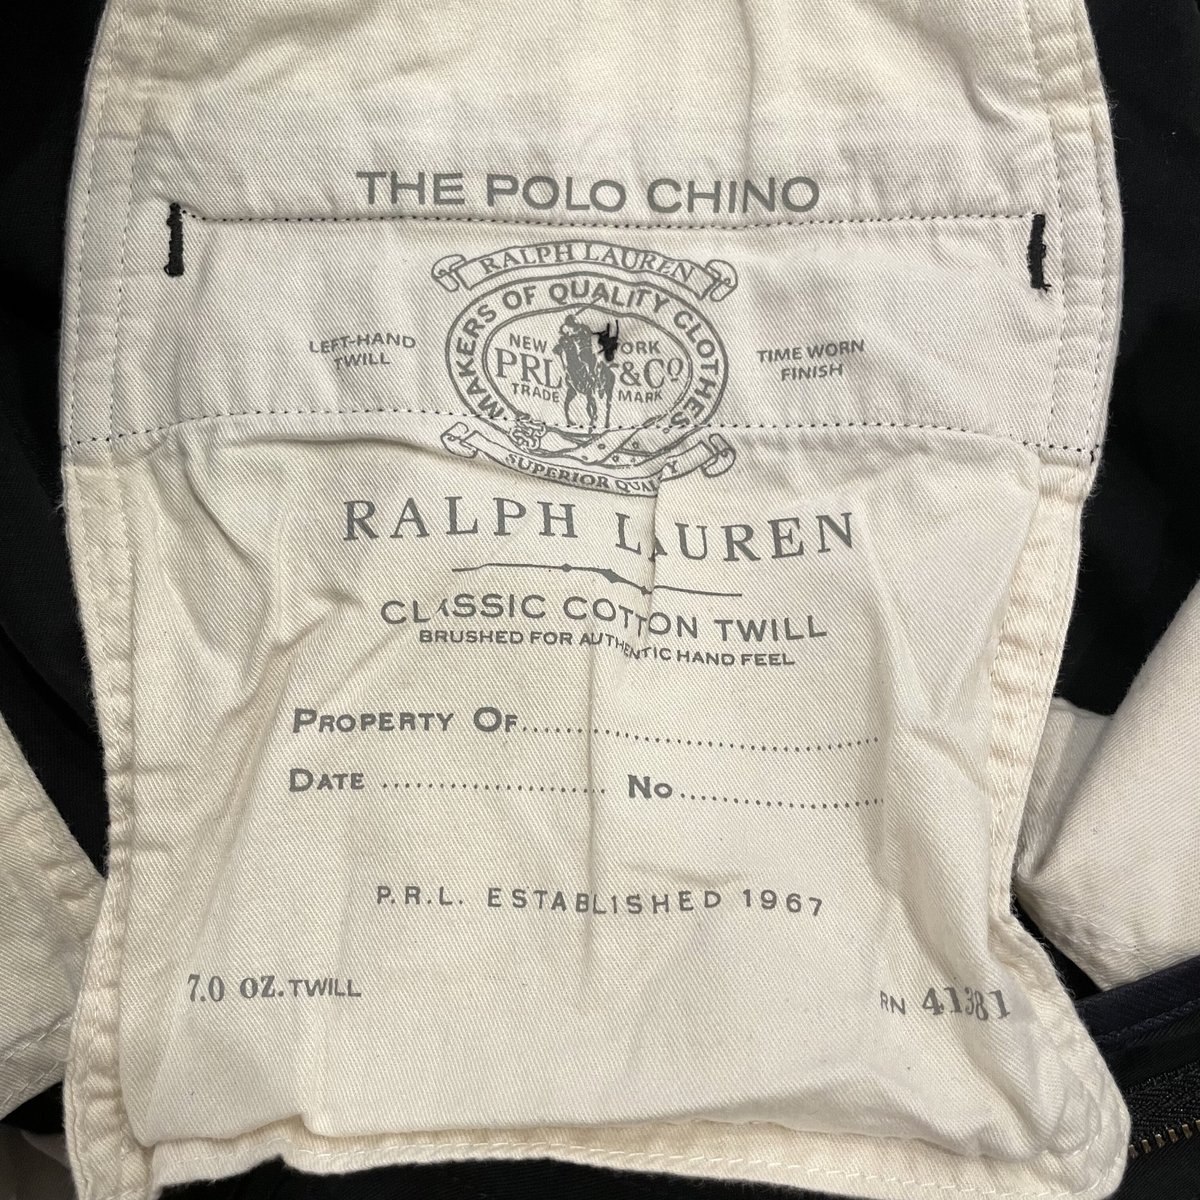 THE POLO CHINO
RALPH LAUREN
MAKERS OF QUALITY CLOTHES
LEFT-HAND
TWILL
NEW YORK
PRL &Co
TRADE MARK
TIME WORN
FINISH
SUPERIOR QUALITY
RALPH LAUREN
CLASSIC COTTON TWILL
BRUSHED FOR AUTHENTIC HAND FEEL
PROPERTY OF..............................
DATE ..................... No.....................
P.R.L. ESTABLISHED 1967
7.0 OZ. TWILL
RN 41381